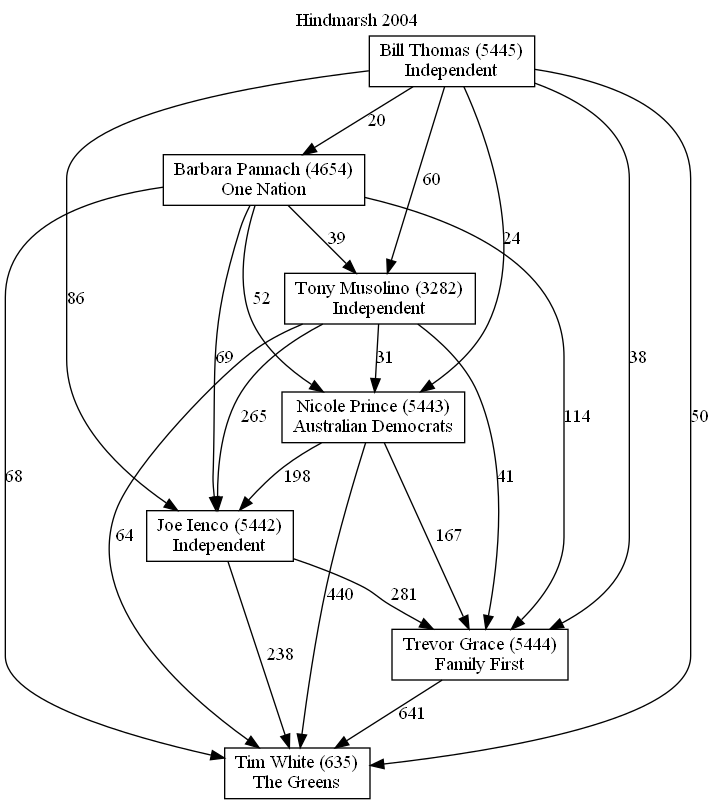 Hindmarsh 2004
Bill Thomas (5445)
Independent
20
Barbara Pannach (4654)
One Nation
60
39
24
Tony Musolino (3282)
Independent
86
52
69
31
38
265
Nicole Prince (5443)
Australian Democrats
114
50
68
198
41
Joe Ienco (5442)
Independent
64
167
440
281
238
Trevor Grace (5444)
Family First
641
Tim White (635)
The Greens